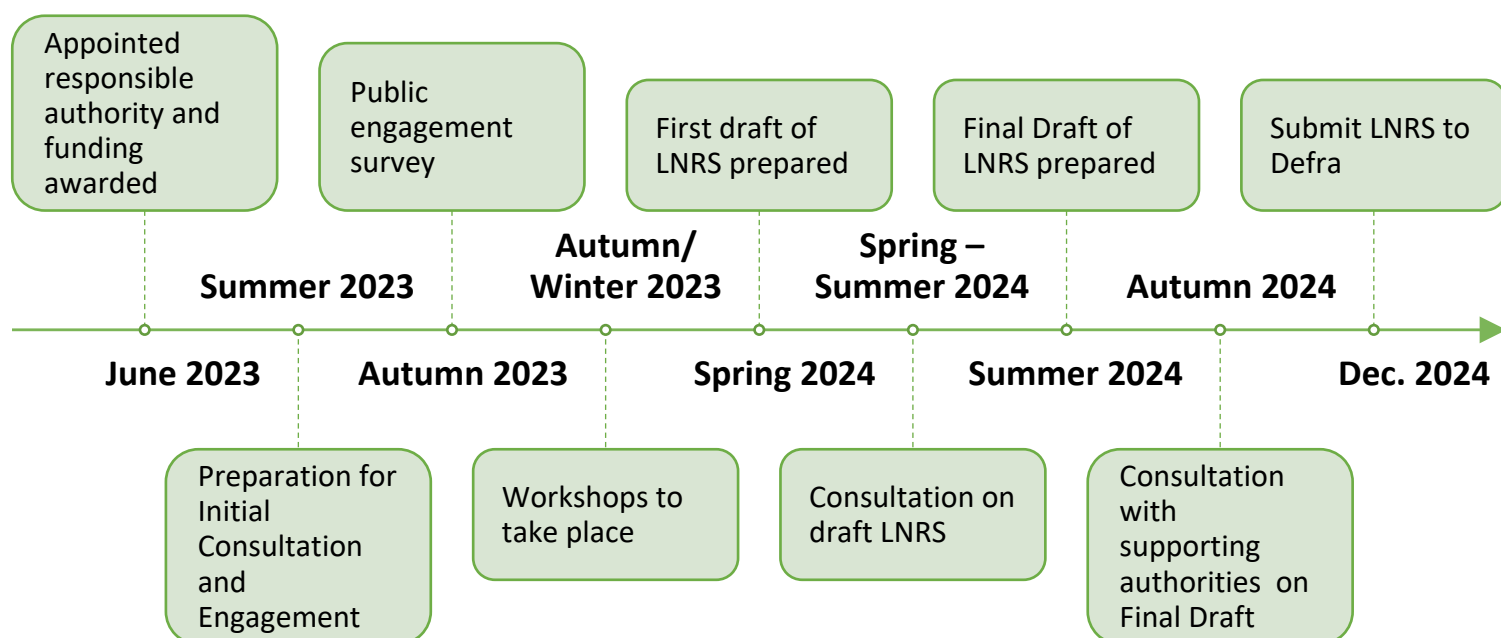 Appointed
responsible
authority and
funding
awarded
Public
engagement
survey
First draft of
LNRS prepared
Final Draft of
LNRS prepared
Submit LNRS to
Defra
Summer 2023
Autumn/
Winter 2023
Spring –
Summer 2024
Autumn 2024
June 2023
Autumn 2023
Spring 2024
Summer 2024
Dec. 2024
Preparation for
Initial
Consultation
and
Engagement
Workshops to
take place
Consultation on
draft LNRS
Consultation
with
supporting
authorities on
Final Draft